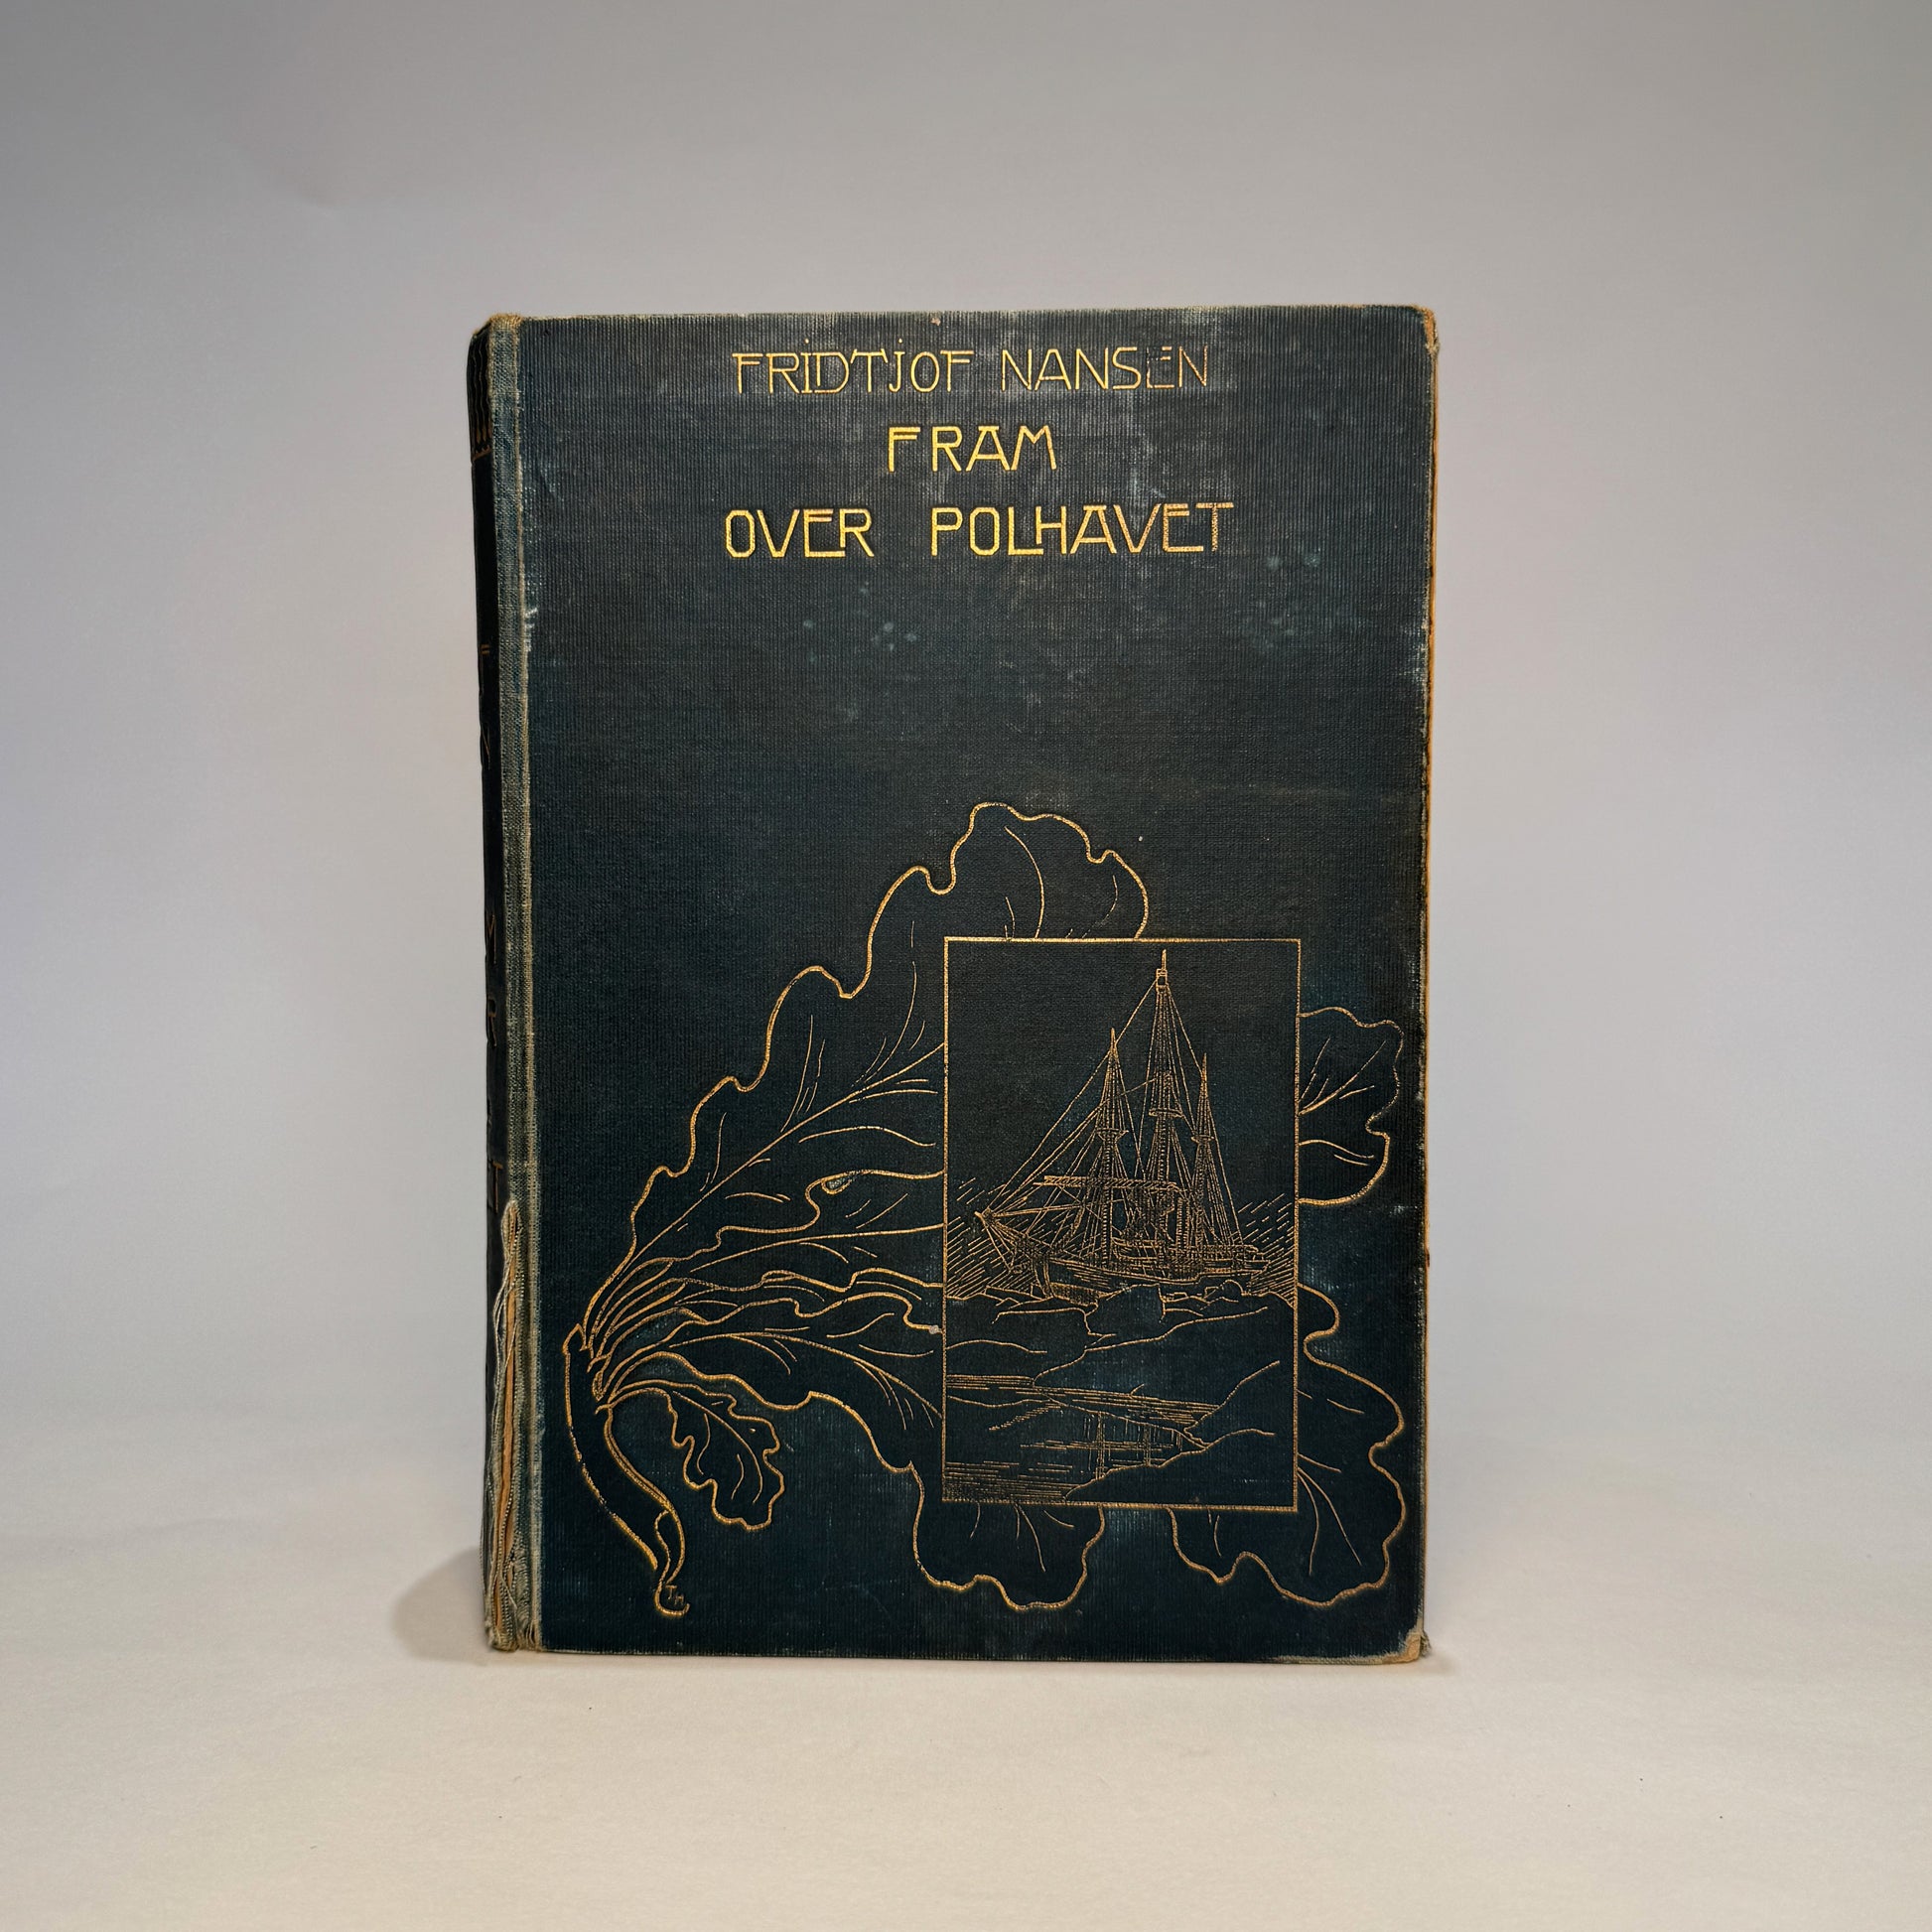 FRIDTJOF NANSEN
FRAM
OVER POLHAVET